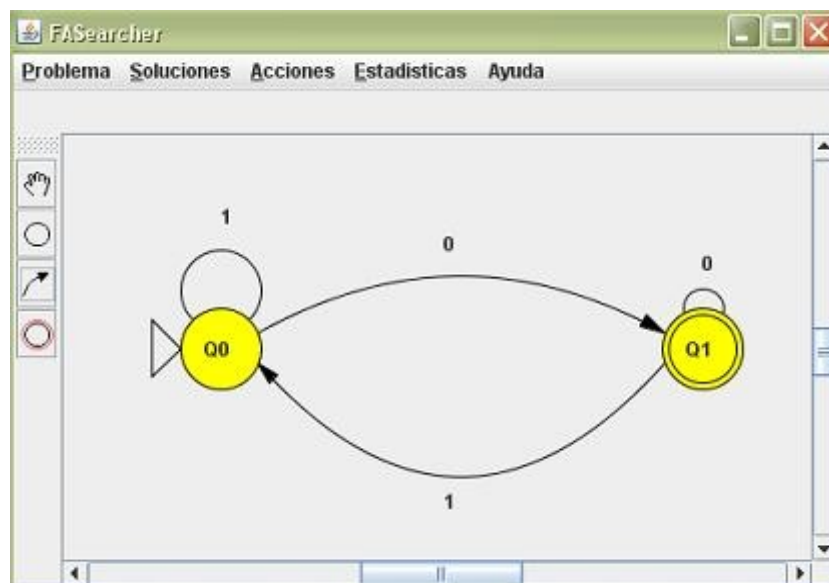 FASearcher
Problema Soluciones Acciones Estadisticas Ayuda
1
0
0
Q0
Q1
1